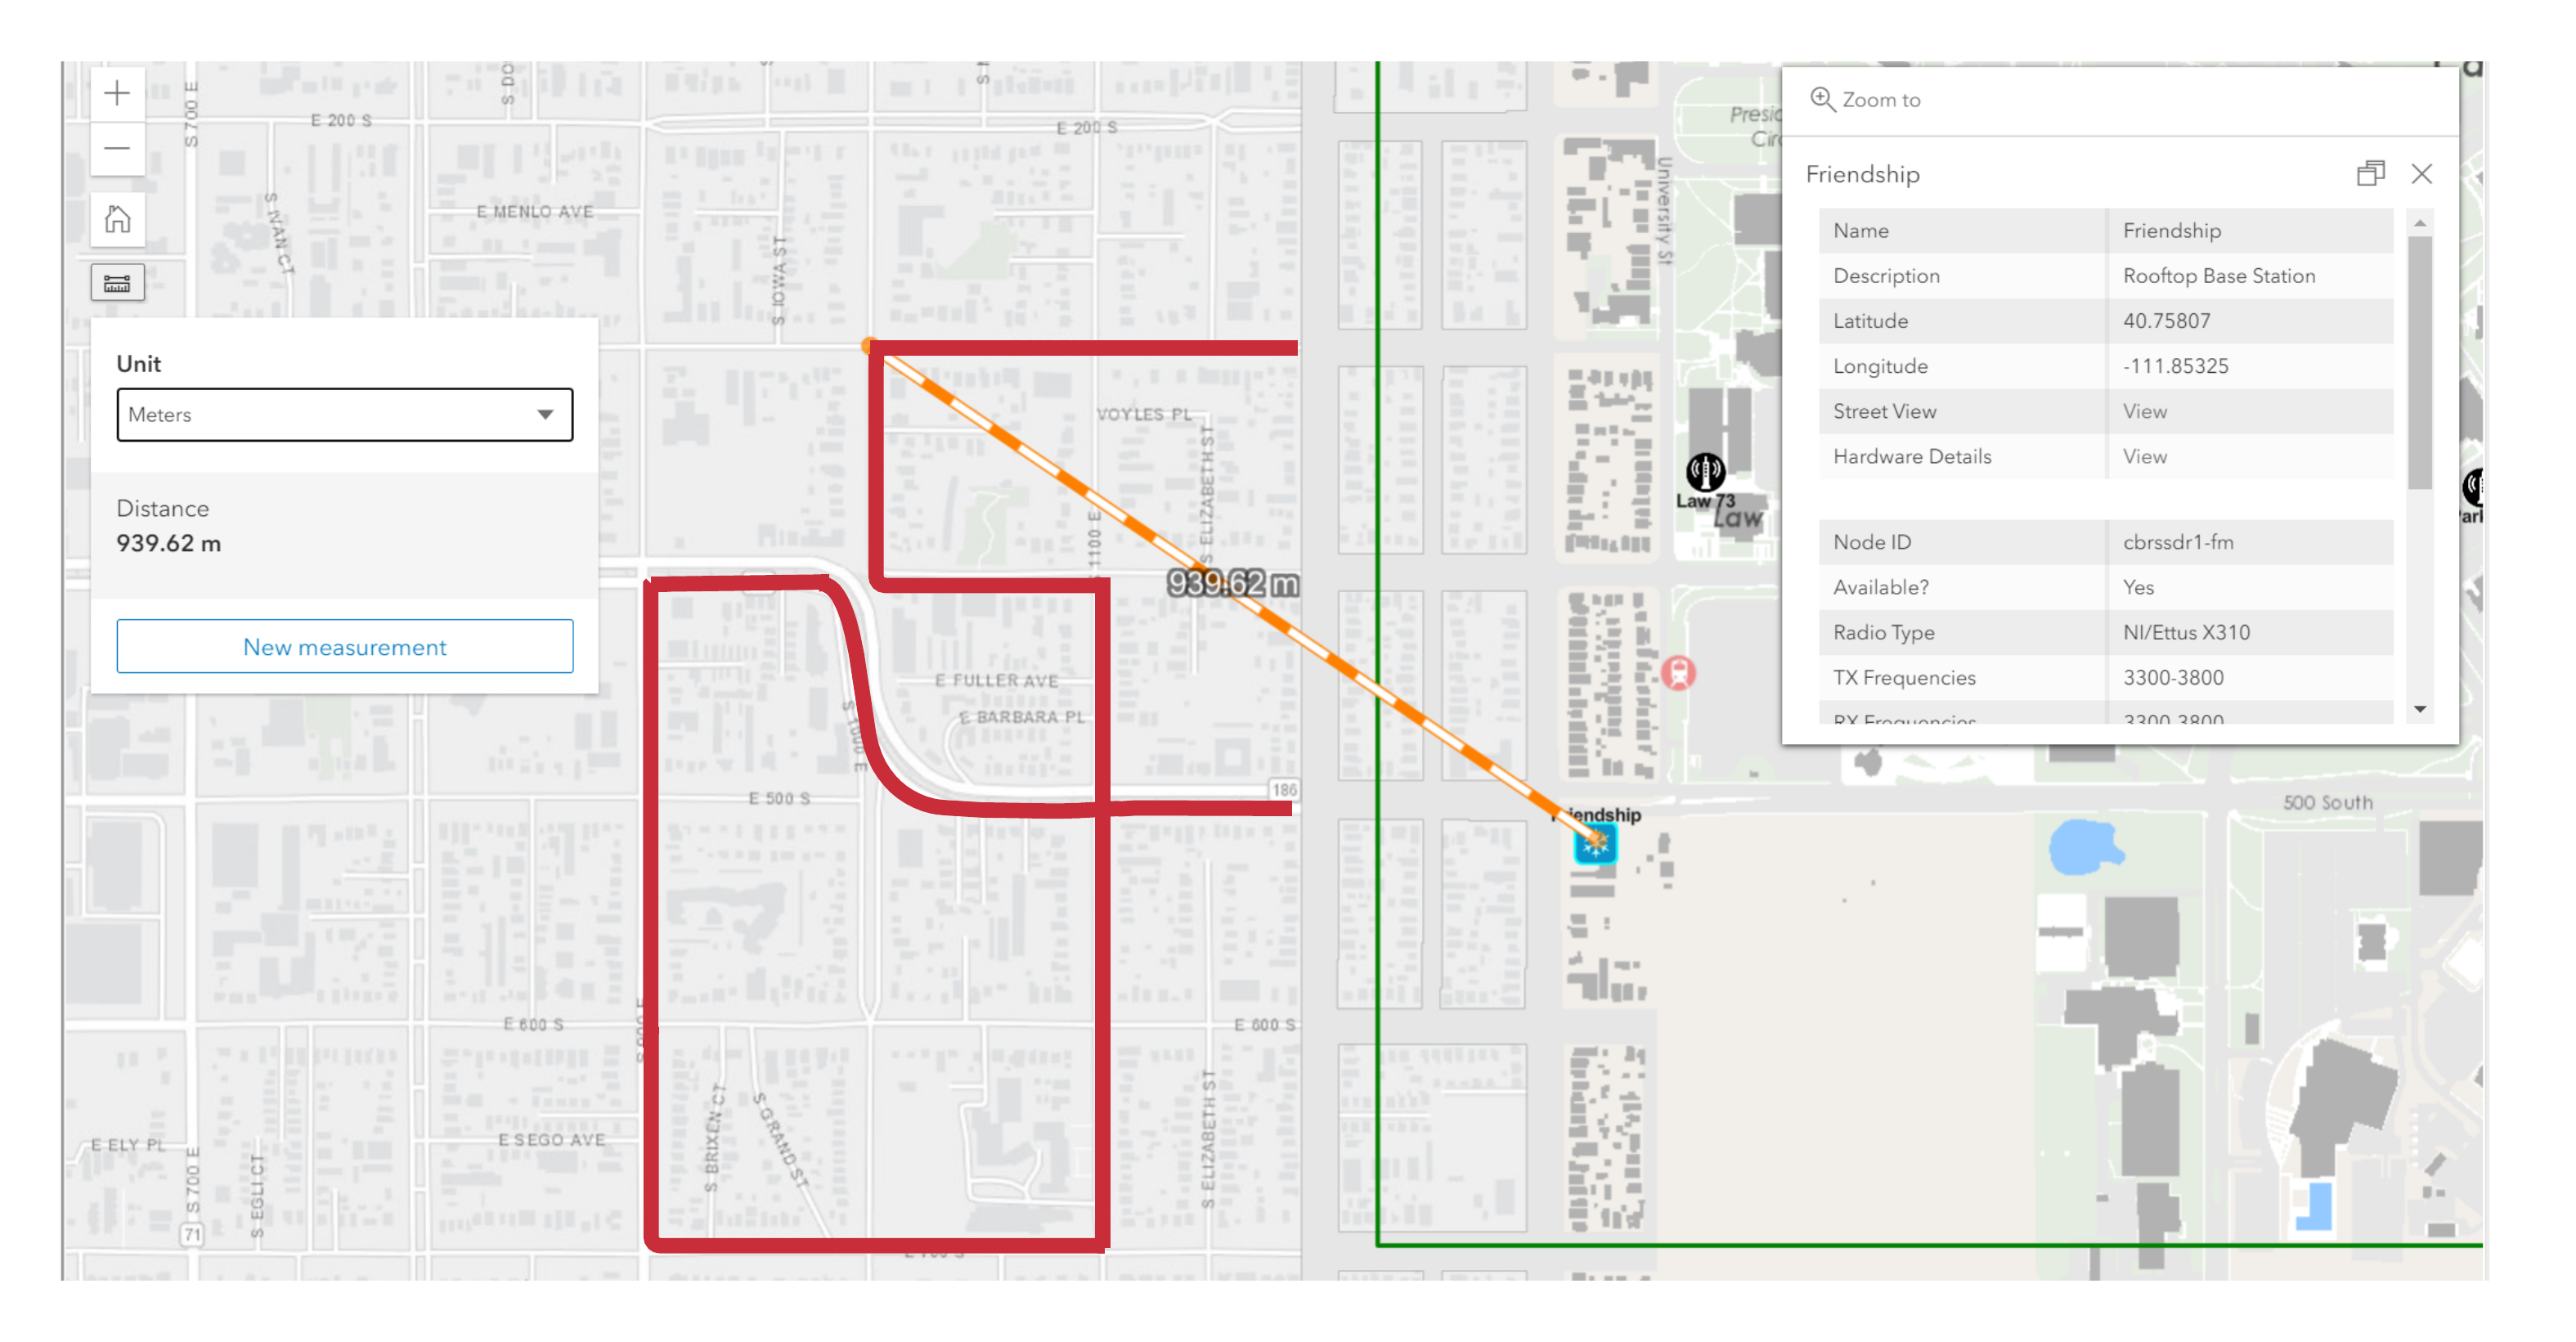 Zoom to
Friendship
Name Friendship
Description Rooftop Base Station
Latitude 40.75807
Longitude -111.85325
Street View View
Hardware Details View
Node ID cbrssdr1-fm
Available? Yes
Radio Type NI/Ettus X310
TX Frequencies 3300-3800
RX Frequencies 3300-3800
Unit
Meters
Distance
939.62 m
New measurement
S 700 E
E 200 S
E 200 S
S IVAN CT
E MENLO AVE
S IOWA ST
University St
VOYLES PL
S ELIZABETH ST
S 1100 E
939.62 m
Law 73
Law
E FULLER AVE
E BARBARA PL
S 1000 E
E 500 S
186
Friendship
500 South
E 600 S
E 600 S
S 900 E
E ELY PL
E SEGO AVE
S 700 E
71
S EGLI CT
S BRIXEN CT
S GRAND ST
S ELIZABETH ST